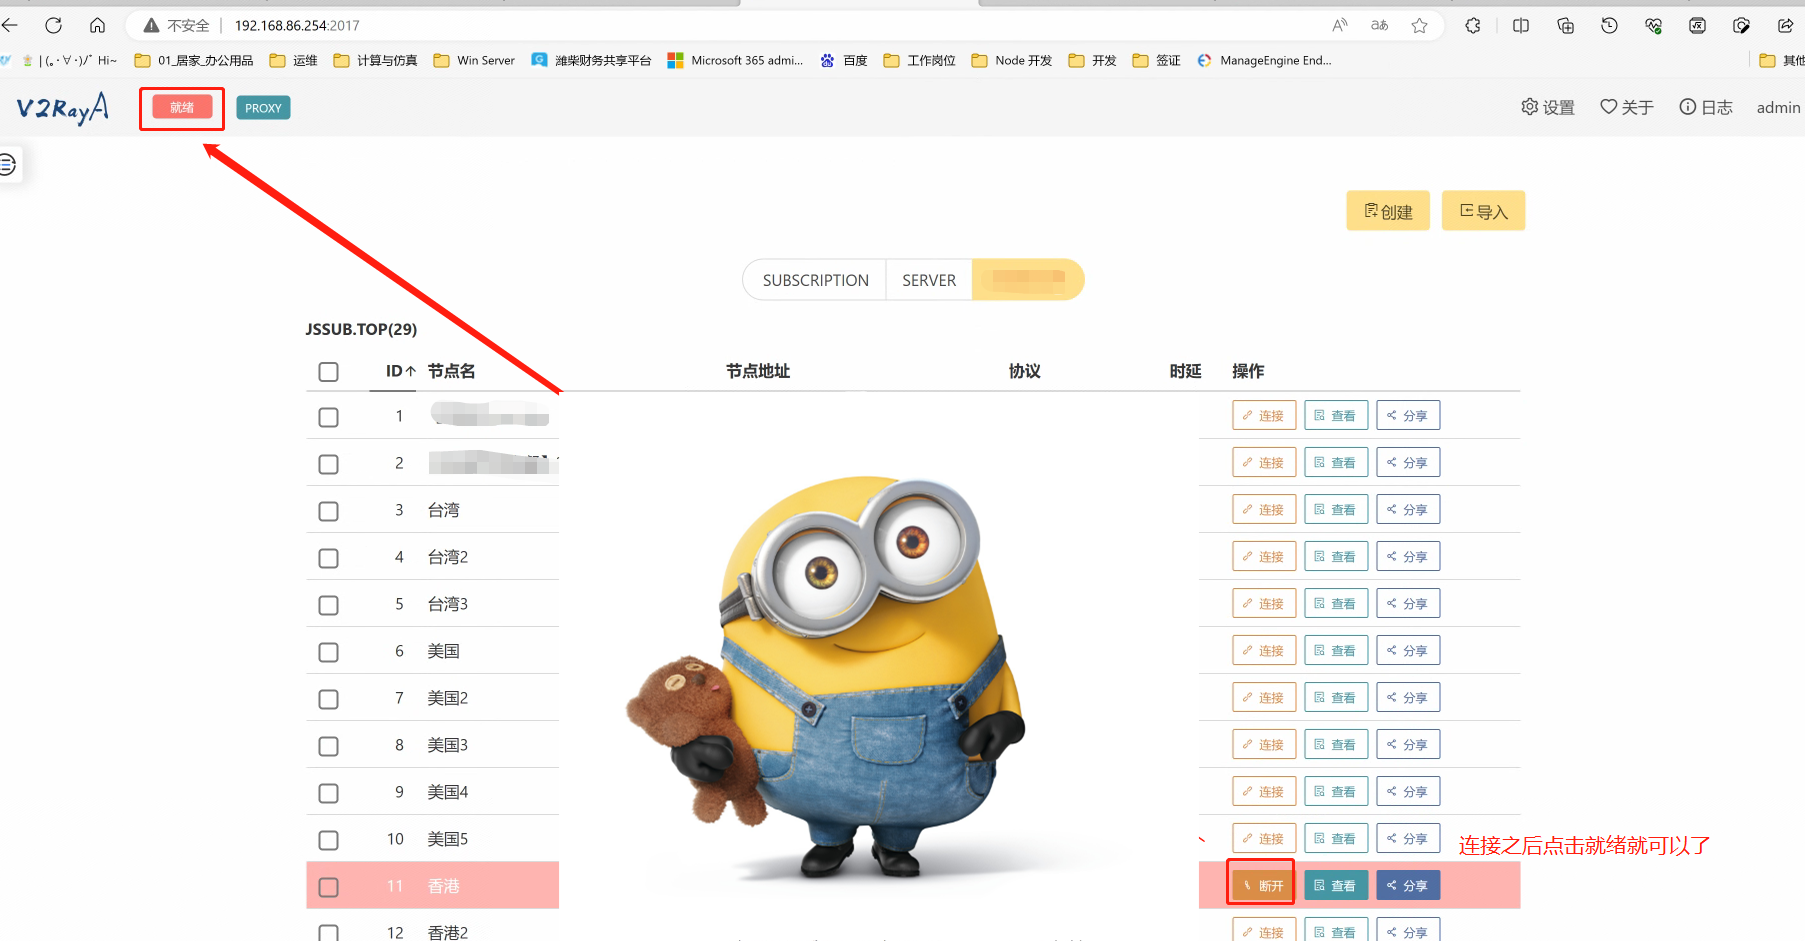 不安全 192.168.86.254:2017 aあ
| (｡･∀･)ﾉﾞ Hi~ 01_居家_办公用品 运维 计算与仿真 Win Server 潍柴财务共享平台 Microsoft 365 admi... 百度 工作岗位 Node 开发 开发 签证 ManageEngine End... 其他
V2RayA 就绪 PROXY 设置 关于 日志 admin
创建 导入
SUBSCRIPTION SERVER
JSSUB.TOP(29)
ID 节点名 节点地址 协议 时延 操作
1 连接 查看 分享
2 连接 查看 分享
3 台湾 连接 查看 分享
4 台湾2 连接 查看 分享
5 台湾3 连接 查看 分享
6 美国 连接 查看 分享
7 美国2 连接 查看 分享
8 美国3 连接 查看 分享
9 美国4 连接 查看 分享
10 美国5 连接 查看 分享
连接之后点击就绪就可以了
11 香港 断开 查看 分享
12 香港2 连接 查看 分享